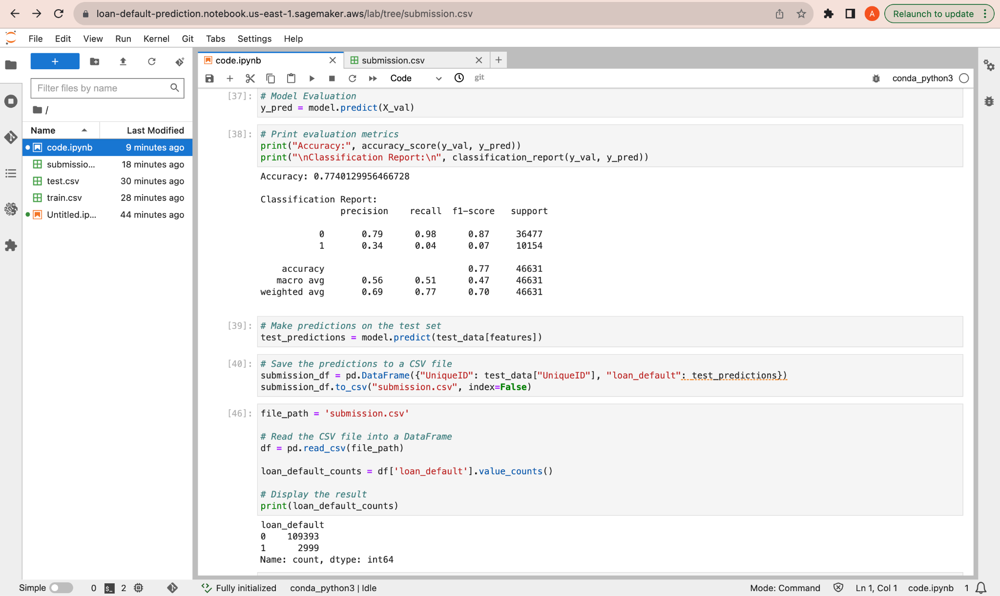 loan-default-prediction.notebook.us-east-1.sagemaker.aws/lab/tree/submission.csv
A
Relaunch to update
File Edit View Run Kernel Git Tabs Settings Help
+
Filter files by name
/
Name Last Modified
code.ipynb 9 minutes ago
submissio... 18 minutes ago
test.csv 30 minutes ago
train.csv 28 minutes ago
Untitled.ip... 44 minutes ago
code.ipynb
submission.csv
Code
git
conda_python3
[37]: # Model Evaluation
y_pred = model.predict(X_val)
[38]: # Print evaluation metrics
print("Accuracy:", accuracy_score(y_val, y_pred))
print("\nClassification Report:\n", classification_report(y_val, y_pred))
Accuracy: 0.7740129956466728
Classification Report:
precision recall f1-score support
0 0.79 0.98 0.87 36477
1 0.34 0.04 0.07 10154
accuracy 0.77 46631
macro avg 0.56 0.51 0.47 46631
weighted avg 0.69 0.77 0.70 46631
[39]: # Make predictions on the test set
test_predictions = model.predict(test_data[features])
[40]: # Save the predictions to a CSV file
submission_df = pd.DataFrame({"UniqueID": test_data["UniqueID"], "loan_default": test_predictions})
submission_df.to_csv("submission.csv", index=False)
[46]: file_path = 'submission.csv'
# Read the CSV file into a DataFrame
df = pd.read_csv(file_path)
loan_default_counts = df['loan_default'].value_counts()
# Display the result
print(loan_default_counts)
loan_default
0 109393
1 2999
Name: count, dtype: int64
Simple 0 $_ 2 Fully initialized conda_python3 | Idle Mode: Command Ln 1, Col 1 code.ipynb 1